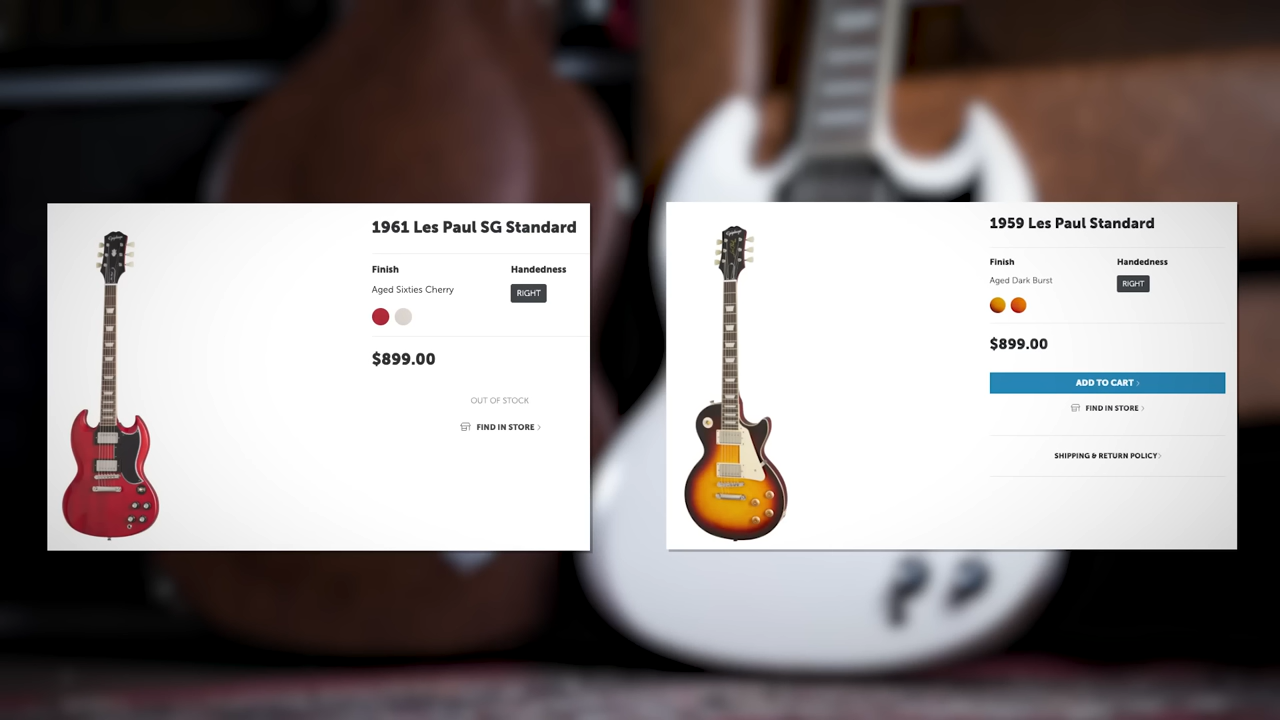 1961 Les Paul SG Standard
Finish
Handedness
Aged Sixties Cherry
RIGHT
$899.00
OUT OF STOCK
FIND IN STORE
Epiphone
1959 Les Paul Standard
Finish
Handedness
Aged Dark Burst
RIGHT
$899.00
ADD TO CART
FIND IN STORE
SHIPPING & RETURN POLICY
Epiphone